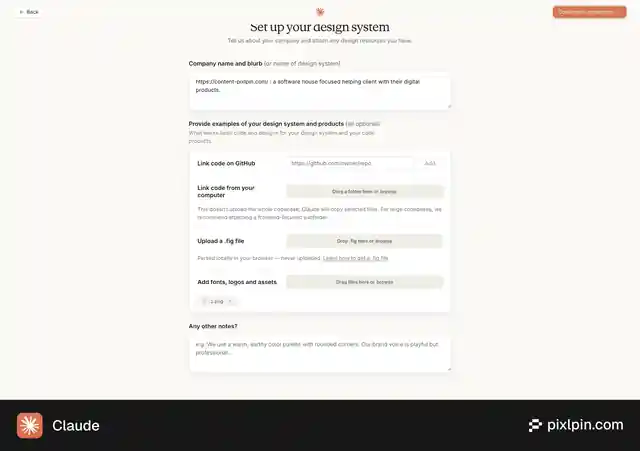 ← Back
Set up your design system
Tell us about your company and attach any design resources you have.
Company name and blurb (or name of design system)
https://content-pixlpin.com/ : a software house focused helping client with their digital
products.
Provide examples of your design system and products (all optional)
What works best: code and designs for your design system and your core
products.
Link code on GitHub
https://github.com/owner/repo
Add
Link code from your
computer
Drag a folder here or browse
This doesn't upload the whole codebase; Claude will copy selected files. For large codebases, we
recommend attaching a frontend-focused subfolder.
Upload a .fig file
Drop .fig here or browse
Parsed locally in your browser — never uploaded. Learn how to get a .fig file
Add fonts, logos and assets
Drag files here or browse
Any other notes?
e.g. We use a warm, earthy color palette with rounded corners. Our brand voice is playful but
professional...
Claude
pixlpin.com